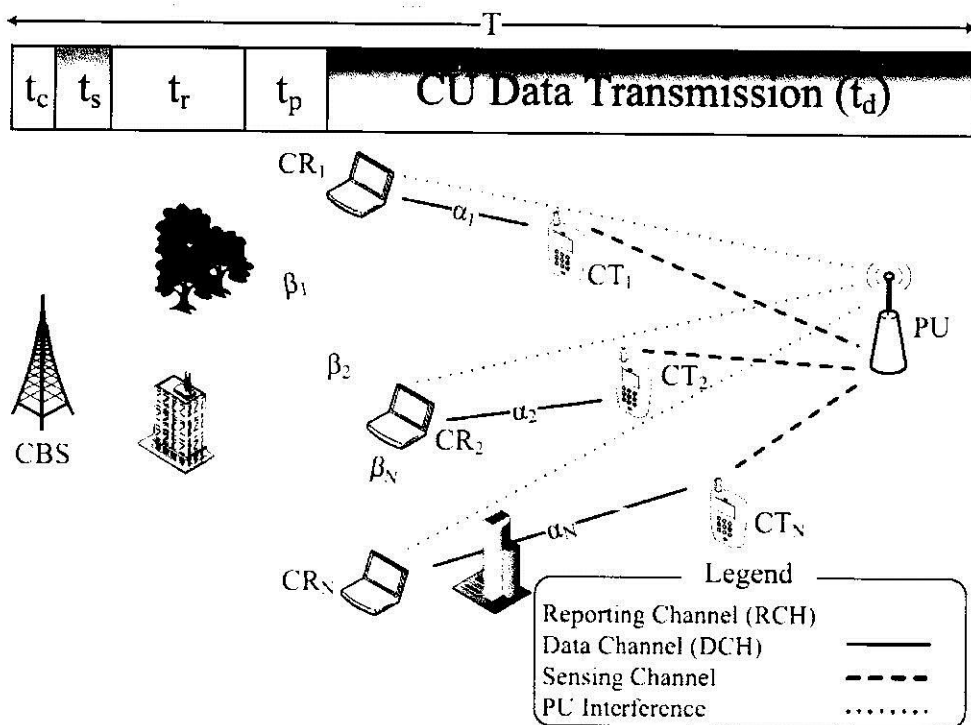 T
t_c t_s t_r t_p CU Data Transmission (t_d)
CR_1
α_1
CT_1
β_1
PU
β_2
CT_2
α_2
CBS
CR_2
β_N
α_N
CT_N
CR_N
Legend
Reporting Channel (RCH)
Data Channel (DCH)
Sensing Channel
PU Interference